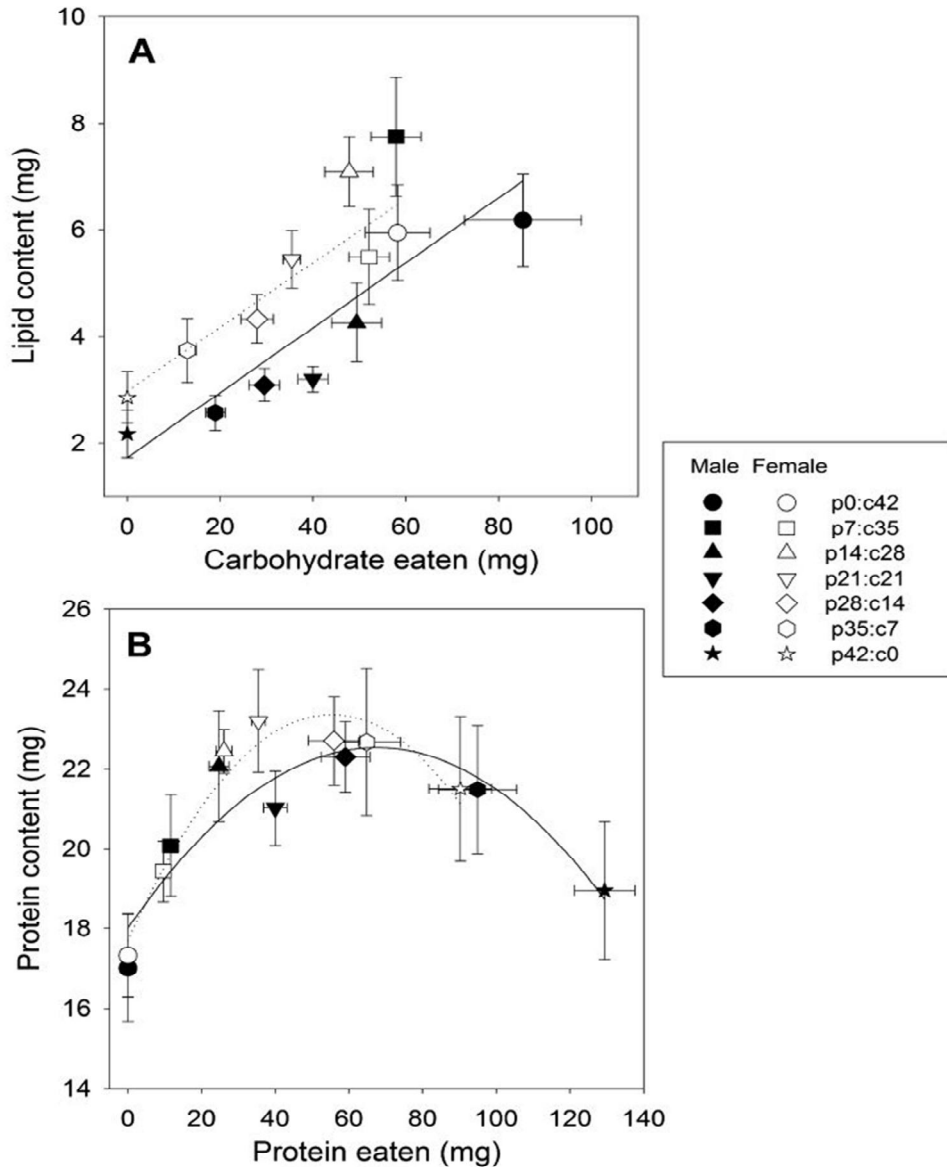 A
10
8
6
4
2
Lipid content (mg)
0 20 40 60 80 100
Carbohydrate eaten (mg)
Male Female
p0:c42
p7:c35
p14:c28
p21:c21
p28:c14
p35:c7
p42:c0
B
26
24
22
20
18
16
14
Protein content (mg)
0 20 40 60 80 100 120 140
Protein eaten (mg)